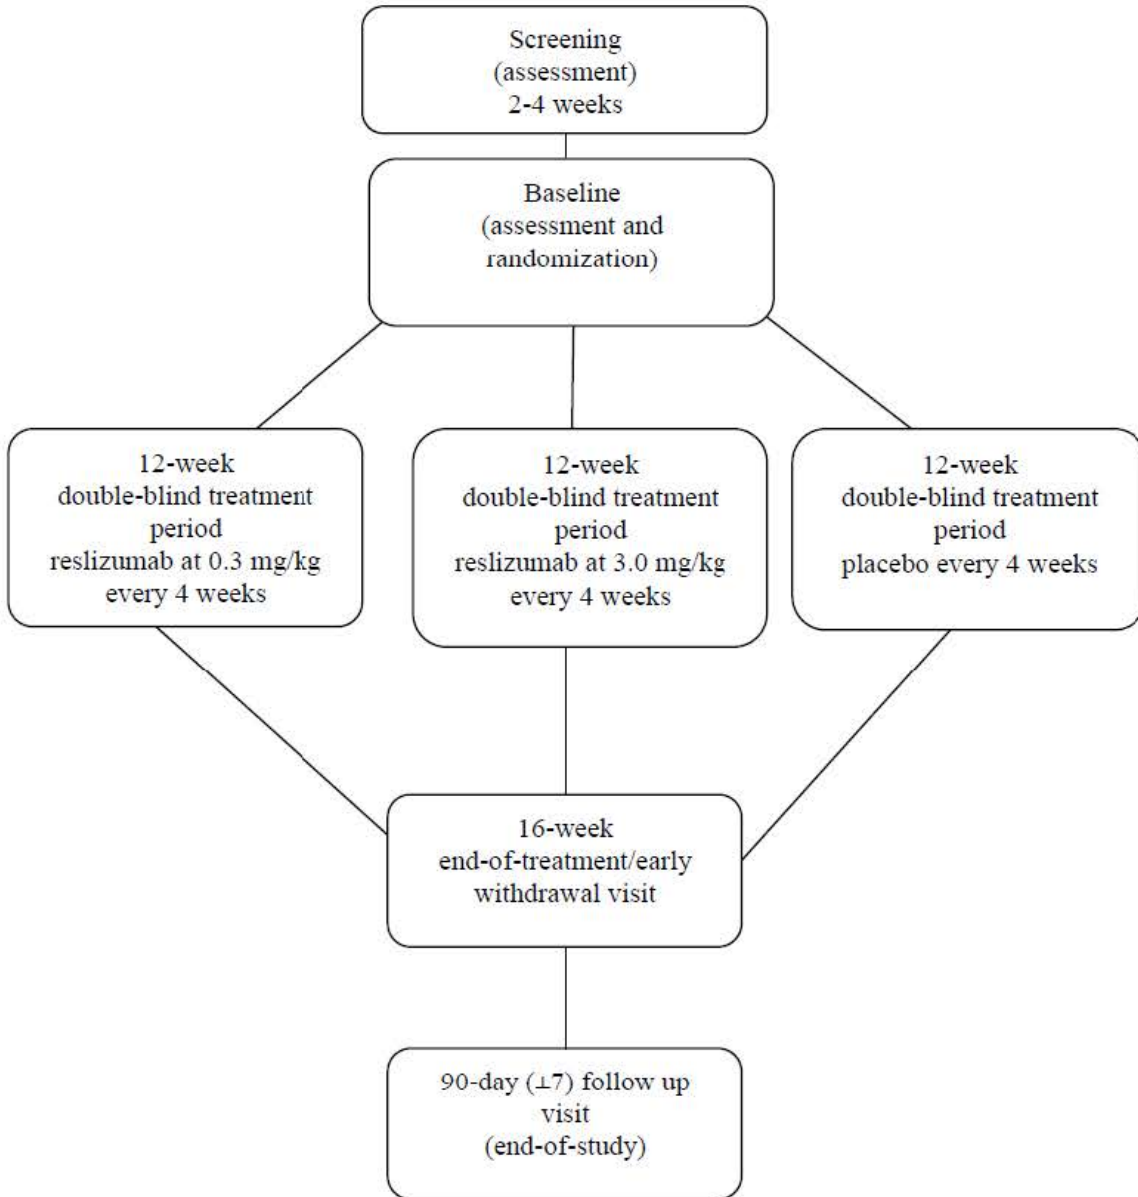 Screening
(assessment)
2-4 weeks
Baseline
(assessment and
randomization)
12-week
double-blind treatment
period
reslizumab at 0.3 mg/kg
every 4 weeks
12-week
double-blind treatment
period
reslizumab at 3.0 mg/kg
every 4 weeks
12-week
double-blind treatment
period
placebo every 4 weeks
16-week
end-of-treatment/early
withdrawal visit
90-day (±7) follow up
visit
(end-of-study)